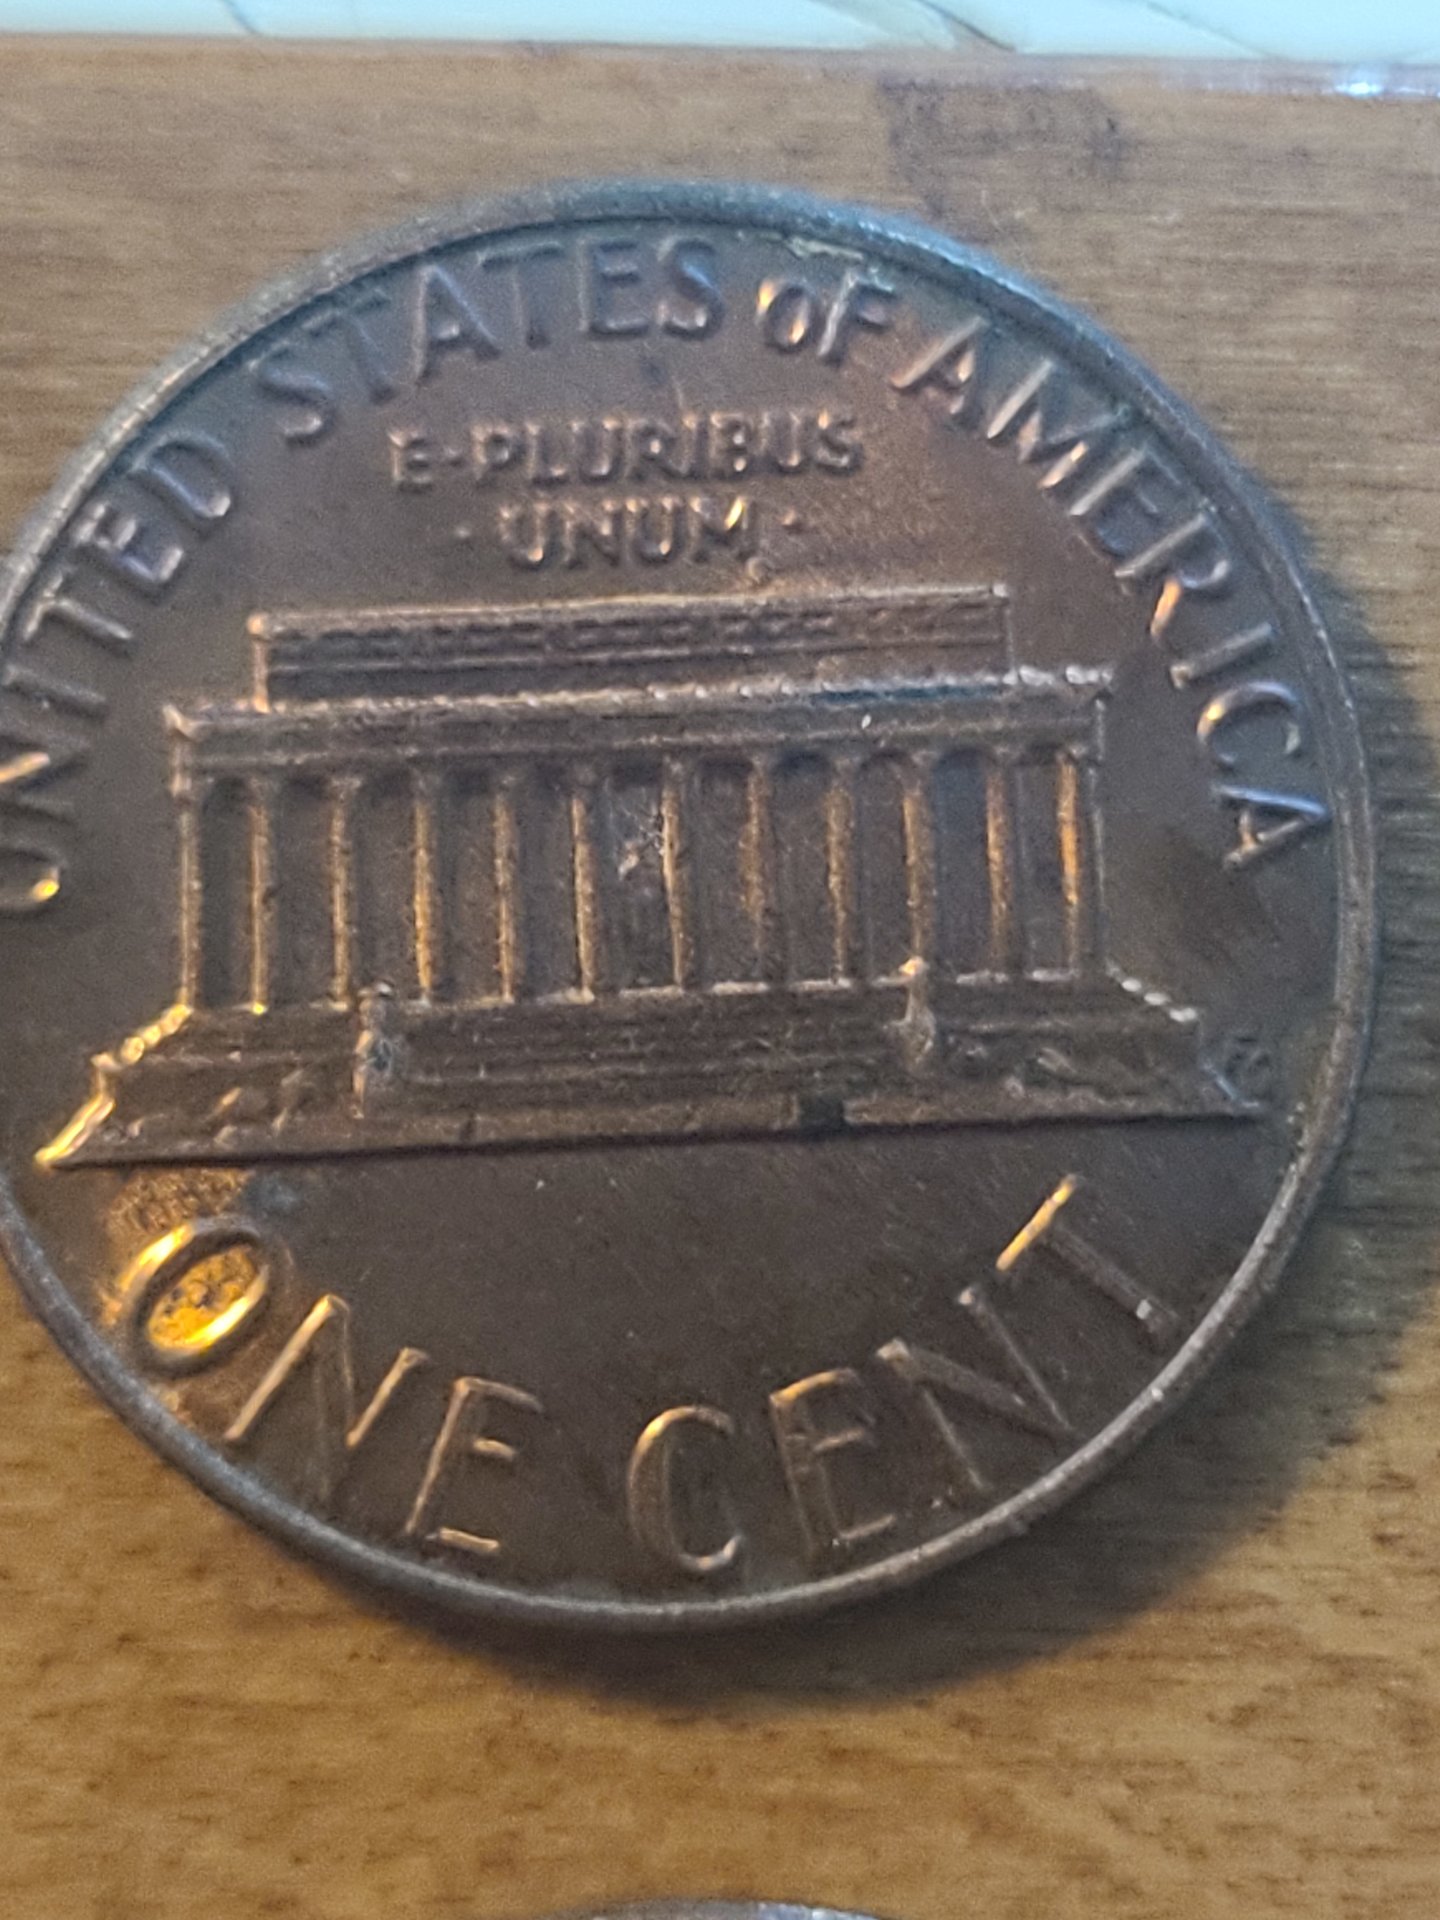 UNITED STATES OF AMERICA
E·PLURIBUS
· UNUM ·
ONE CENT